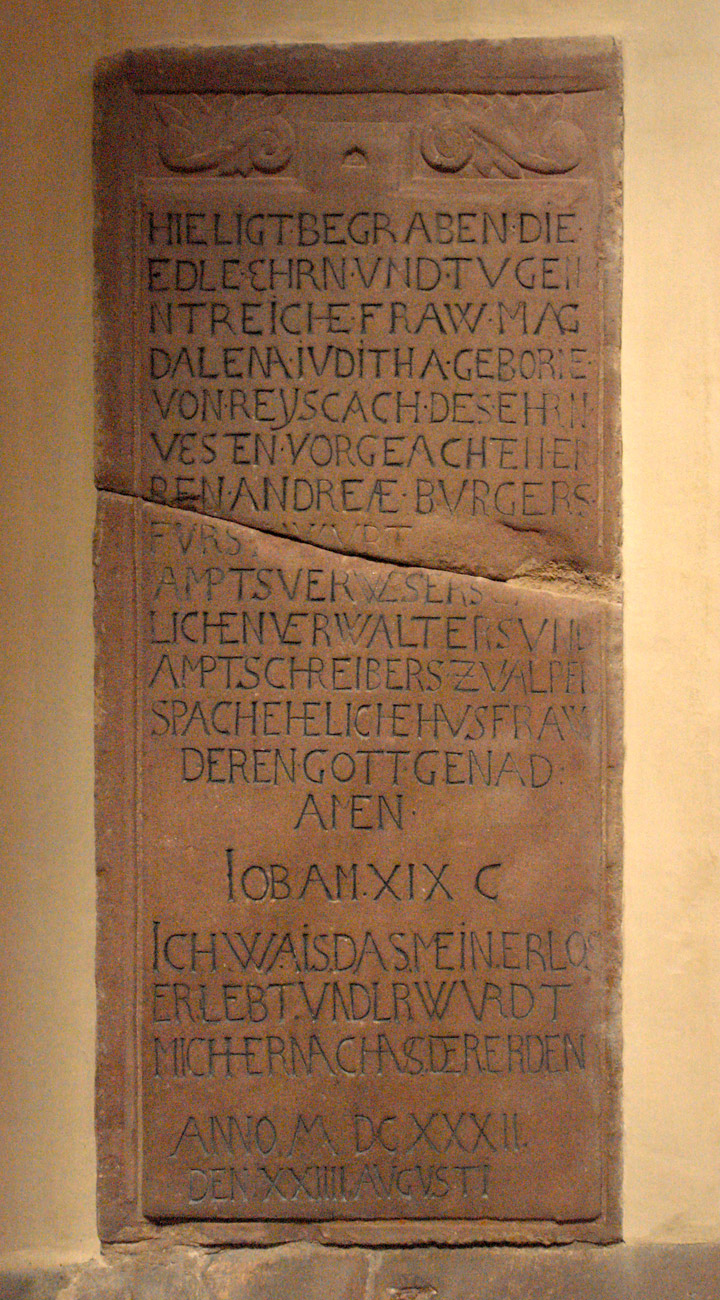 HIE LIGT·BEGRABEN·DIE·
EDLE·EHRN·VND·TVGEN
NTREICHE·FRAW·MAG
DALENA·IVDITHA·GEBORNE·
VON·REYSCACH·DES·EHRN·
VESTEN·VORGEACHTEN·HER
REN·ANDREÆ·BVRGERS·
AMPTSVERWESERS
LICHEN VERWALTERS VND
AMPTSCHREIBERS·ZV ALPFI
SPACH EHELICHE HVSFRAW
DEREN·GOTT·GENAD:
AMEN·
IOB AM·XIX C
ICH·WAIS·DAS·MEIN·ERLOS
ER·LEBT·VND ER WVRDT
MICH HERNACH AVS·DER·ERDEN
ANNO·M DC XXXII·
DEN·XXIIII·AVGVSTI